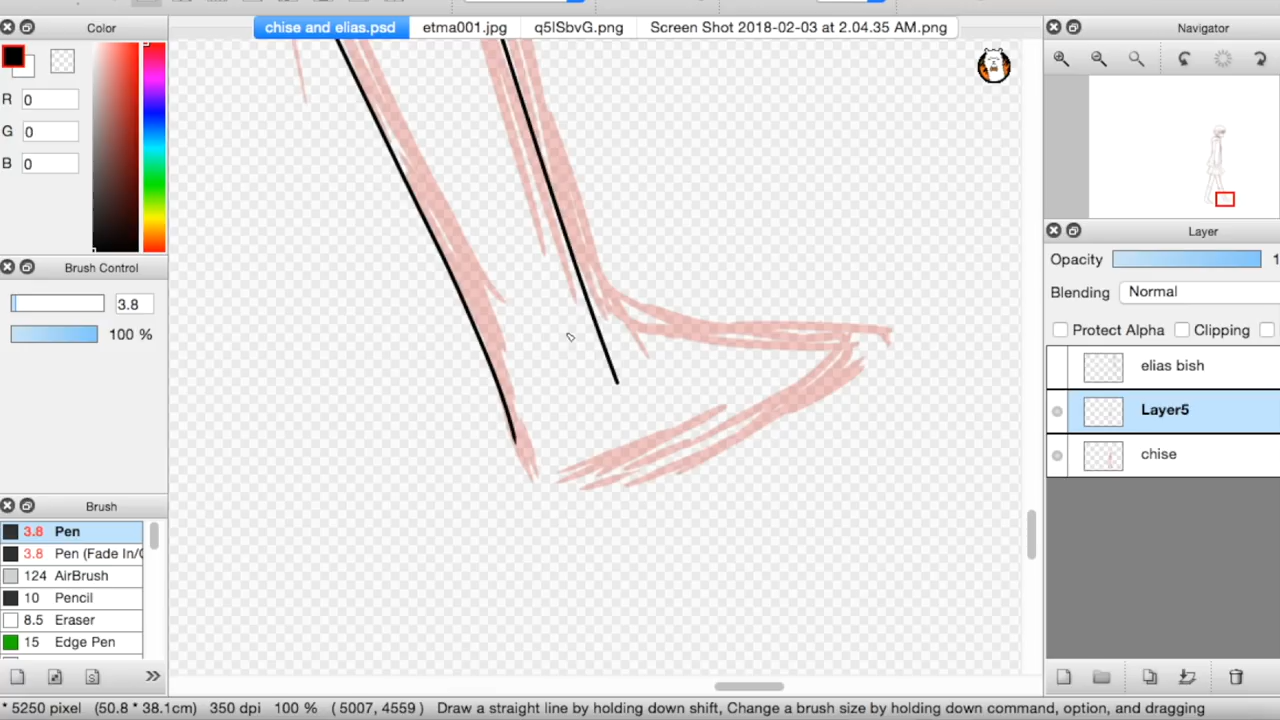 Color
chise and elias.psd
etma001.jpg
q5lSbvG.png
Screen Shot 2018-02-03 at 2.04.35 AM.png
Navigator
R 0
G 0
B 0
Brush Control
3.8
100 %
Layer
Opacity 1
Blending Normal
Protect Alpha Clipping
elias bish
Layer5
chise
Brush
3.8 Pen
3.8 Pen (Fade In/
124 AirBrush
10 Pencil
8.5 Eraser
15 Edge Pen
* 5250 pixel (50.8 * 38.1cm) 350 dpi 100 % ( 5007, 4559 ) Draw a straight line by holding down shift, Change a brush size by holding down command, option, and dragging